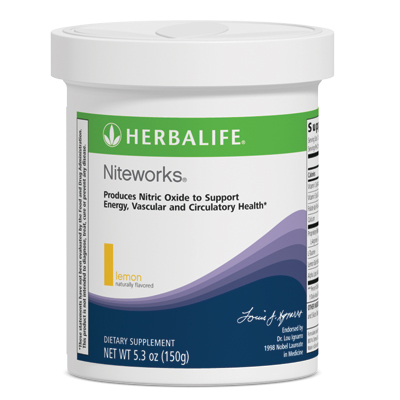 HERBALIFE®
Niteworks®
Produces Nitric Oxide to Support
Energy, Vascular and Circulatory Health*
lemon
naturally flavored
Louis J. Ignarro
Endorsed by
Dr. Lou Ignarro
1998 Nobel Laureate
in Medicine
DIETARY SUPPLEMENT
NET WT 5.3 oz (150g)
*These statements have not been evaluated by the Food and Drug Administration.
This product is not intended to diagnose, treat, cure or prevent any disease.